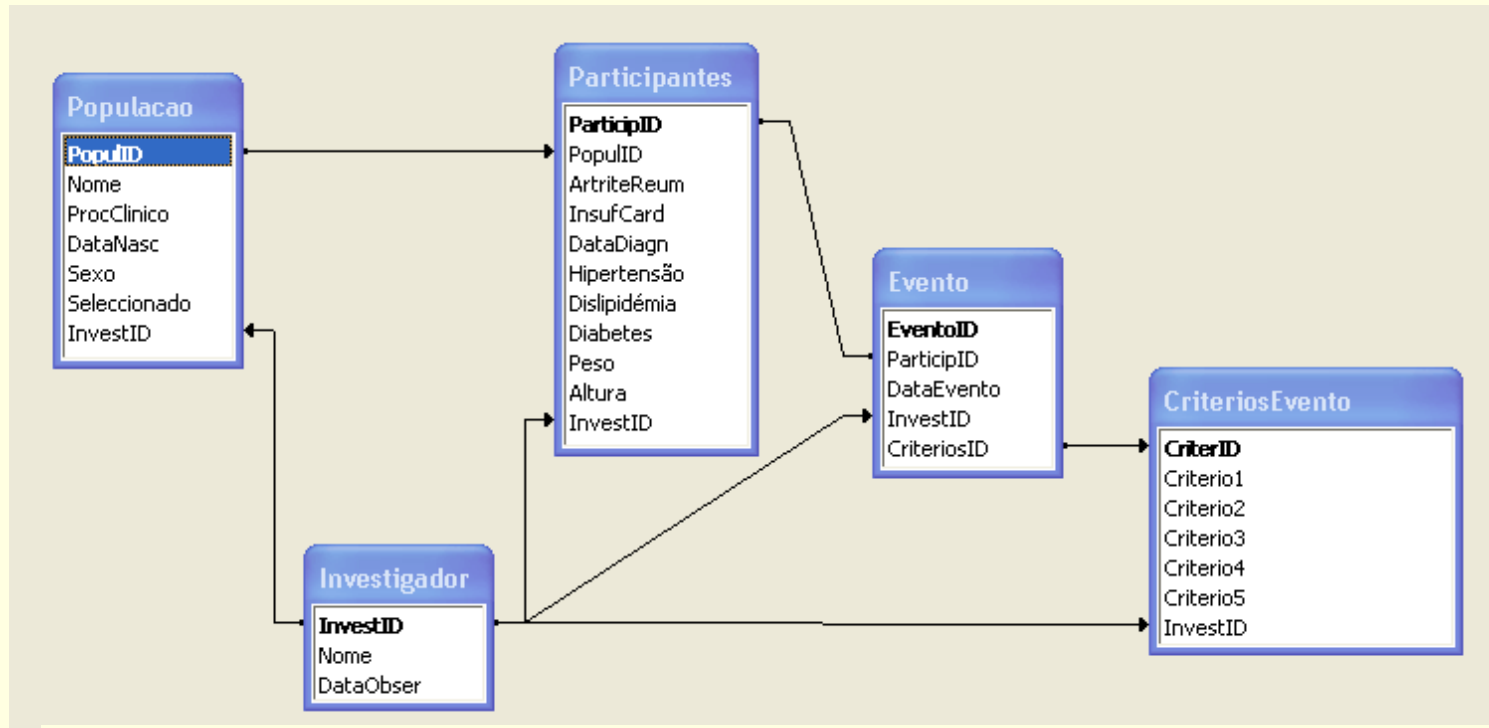 Populacao
PopulID
Nome
ProcClinico
DataNasc
Sexo
Seleccionado
InvestID
Participantes
ParticipID
PopulID
ArtriteReum
InsufCard
DataDiagn
Hipertensão
Dislipidémia
Diabetes
Peso
Altura
InvestID
Evento
EventoID
ParticipID
DataEvento
InvestID
CriteriosID
CriteriosEvento
CriterID
Criterio1
Criterio2
Criterio3
Criterio4
Criterio5
InvestID
Investigador
InvestID
Nome
DataObser